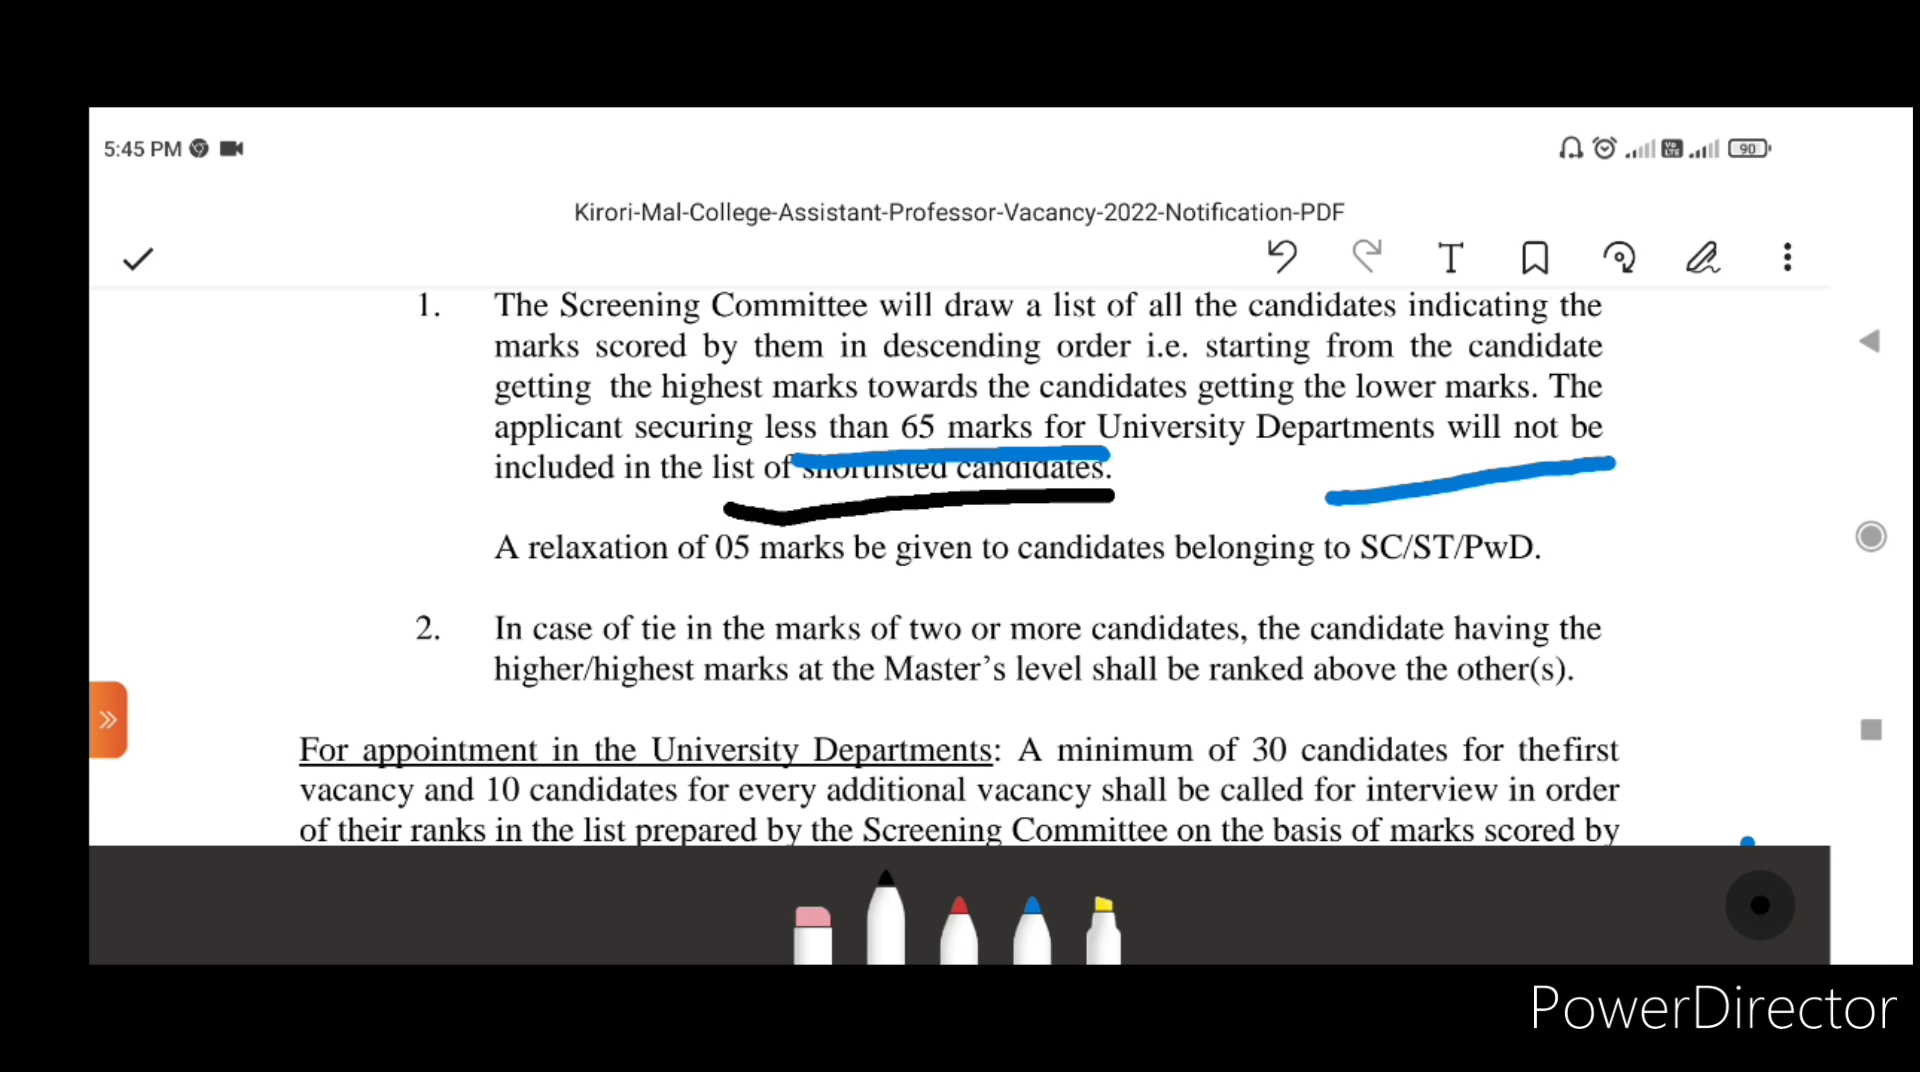 5:45 PM
Vo LTE
90
Kirori-Mal-College-Assistant-Professor-Vacancy-2022-Notification-PDF
T
1. The Screening Committee will draw a list of all the candidates indicating the
marks scored by them in descending order i.e. starting from the candidate
getting the highest marks towards the candidates getting the lower marks. The
applicant securing less than 65 marks for University Departments will not be
included in the list of shortlisted candidates.
A relaxation of 05 marks be given to candidates belonging to SC/ST/PwD.
2. In case of tie in the marks of two or more candidates, the candidate having the
higher/highest marks at the Master’s level shall be ranked above the other(s).
For appointment in the University Departments: A minimum of 30 candidates for thefirst
vacancy and 10 candidates for every additional vacancy shall be called for interview in order
of their ranks in the list prepared by the Screening Committee on the basis of marks scored by
PowerDirector